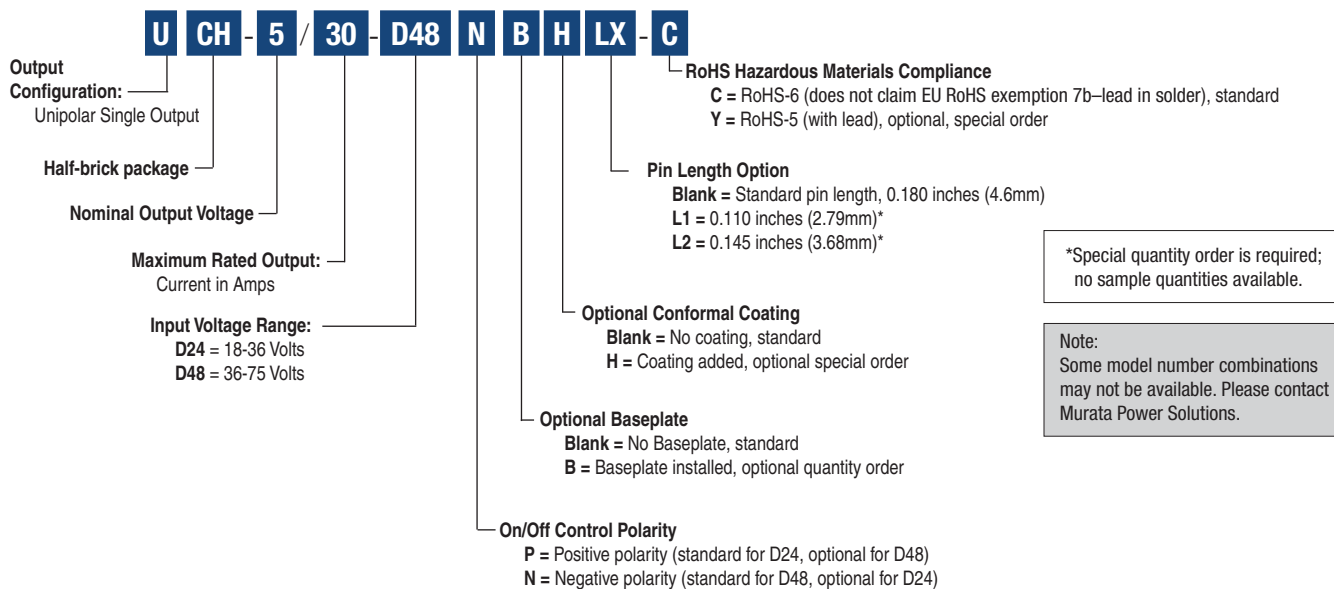 U CH - 5 / 30 - D48 N B H LX - C
Output
Configuration:
Unipolar Single Output
Half-brick package
Nominal Output Voltage
Maximum Rated Output:
Current in Amps
Input Voltage Range:
D24 = 18-36 Volts
D48 = 36-75 Volts
RoHS Hazardous Materials Compliance
C = RoHS-6 (does not claim EU RoHS exemption 7b–lead in solder), standard
Y = RoHS-5 (with lead), optional, special order
Pin Length Option
Blank = Standard pin length, 0.180 inches (4.6mm)
L1 = 0.110 inches (2.79mm)*
L2 = 0.145 inches (3.68mm)*
*Special quantity order is required;
no sample quantities available.
Optional Conformal Coating
Blank = No coating, standard
H = Coating added, optional special order
Note:
Some model number combinations
may not be available. Please contact
Murata Power Solutions.
Optional Baseplate
Blank = No Baseplate, standard
B = Baseplate installed, optional quantity order
On/Off Control Polarity
P = Positive polarity (standard for D24, optional for D48)
N = Negative polarity (standard for D48, optional for D24)